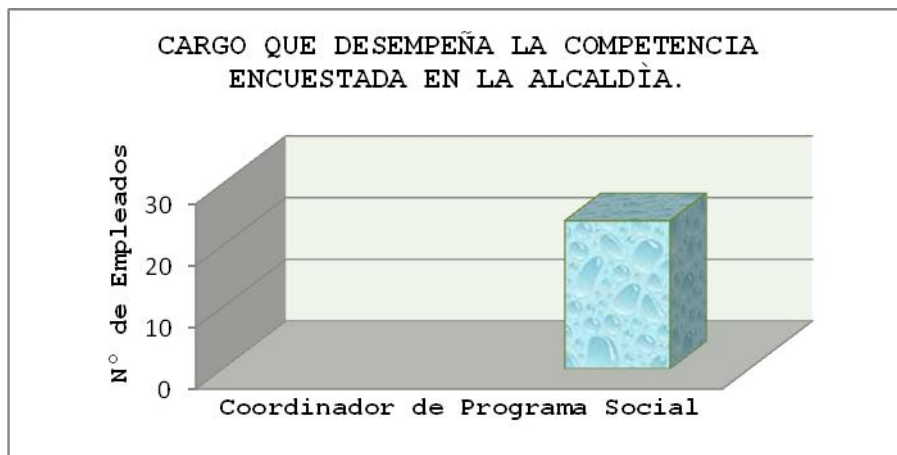 CARGO QUE DESEMPEÑA LA COMPETENCIA
ENCUESTADA EN LA ALCALDÌA.
N° de Empleados
30
20
10
0
Coordinador de Programa Social